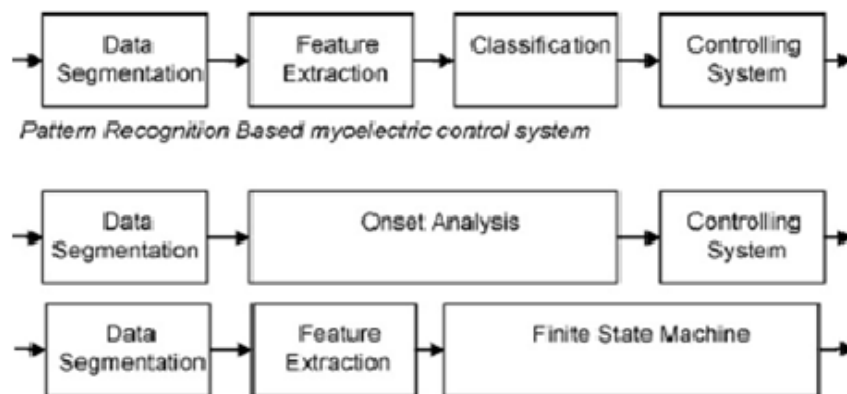 Data
Segmentation
Feature
Extraction
Classification
Controlling
System
Pattern Recognition Based myoelectric control system
Data
Segmentation
Onset Analysis
Controlling
System
Data
Segmentation
Feature
Extraction
Finite State Machine